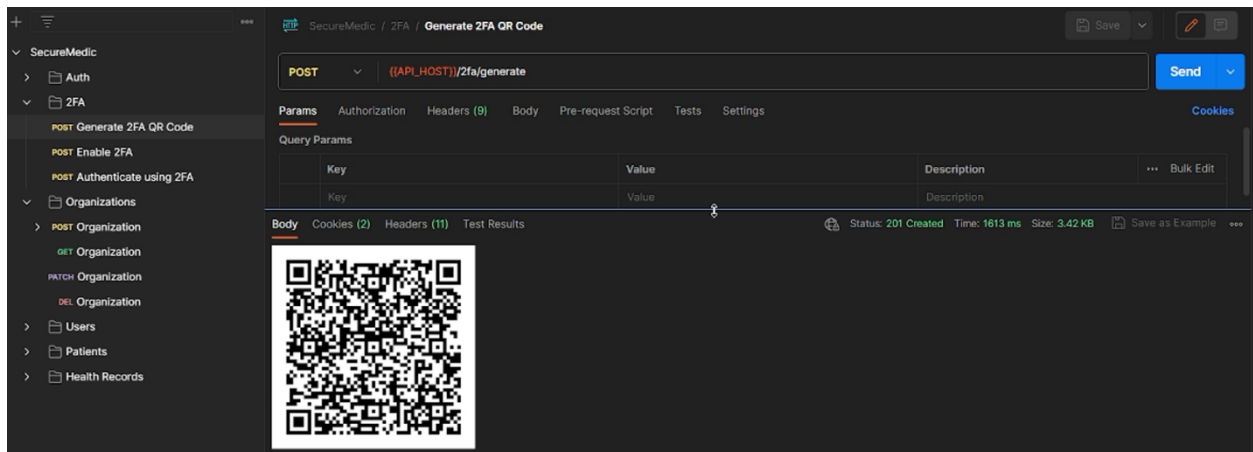 SecureMedic / 2FA / Generate 2FA QR Code
Save
SecureMedic
Auth
2FA
POST Generate 2FA QR Code
POST Enable 2FA
POST Authenticate using 2FA
Organizations
POST Organization
GET Organization
PATCH Organization
DEL Organization
Users
Patients
Health Records
HTTP
POST {{API_HOST}}/2fa/generate
Send
Params Authorization Headers (9) Body Pre-request Script Tests Settings Cookies
Query Params
Key Value Description Bulk Edit
Key Value Description
Body Cookies (2) Headers (11) Test Results Status: 201 Created Time: 1613 ms Size: 3.42 KB Save as Example